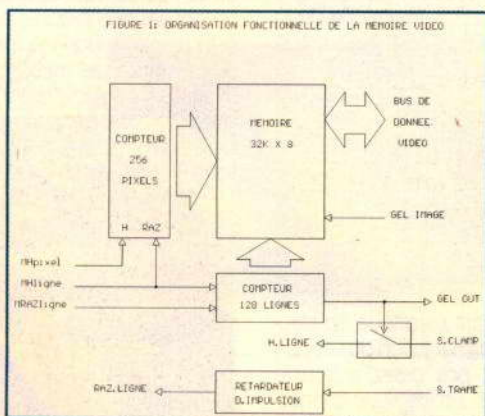 FIGURE 1: ORGANISATION FONCTIONNELLE DE LA MEMOIRE VIDEO
COMPTEUR
256
PIXELS
H RAZ
MEMOIRE
32K X 8
BUS DE
DONNEE
VIDEO
GEL IMAGE
MHpixel
MHligne
MRAZligne
COMPTEUR
128 LIGNES
GEL OUT
H.LIGNE
S.CLAMP
RAZ.LIGNE
RETARDATEUR
D.IMPULSION
S.TRAME